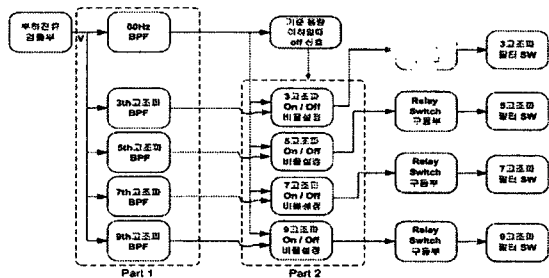 부하전류
검출부
IV
60Hz
BPF
기준 용량
이하일때
off 신호
3고조파
필터 SW
3th고조파
BPF
3고조파
On / Off
비율설정
Relay
Switch
구동부
5고조파
필터 SW
5th고조파
BPF
5고조파
On / Off
비율설정
7th고조파
BPF
7고조파
On / Off
비율설정
Relay
Switch
구동부
7고조파
필터 SW
9th고조파
BPF
9고조파
On / Off
비율설정
Relay
Switch
구동부
9고조파
필터 SW
Part 1
Part 2